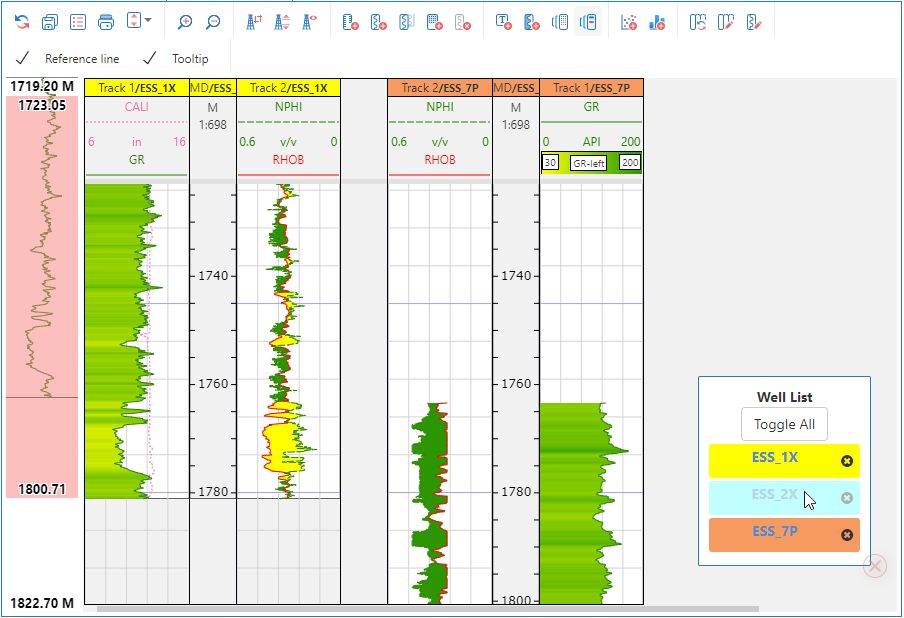 Reference line Tooltip
1719.20 M
1723.05
1800.71
1822.70 M
Track 1/ESS_1X MD/ESS_ Track 2/ESS_1X Track 2/ESS_7P MD/ESS_ Track 1/ESS_7P
CALI M NPHI NPHI M GR
1:698 1:698
6 in 16 0.6 v/v 0 0.6 v/v 0 0 API 200
GR RHOB RHOB 30 GR-left 200
1740 1740
1760 1760
1780 1780
1800
Well List
Toggle All
ESS_1X
ESS_2X
ESS_7P